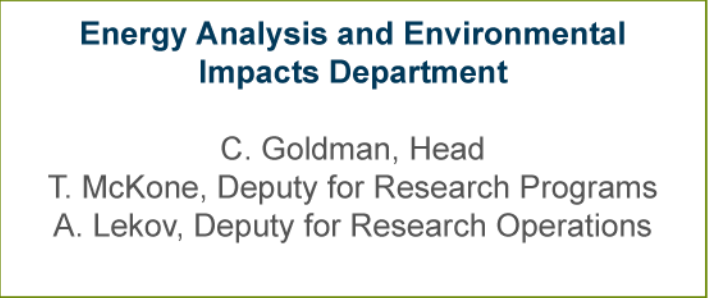 Energy Analysis and Environmental
Impacts Department
C. Goldman, Head
T. McKone, Deputy for Research Programs
A. Lekov, Deputy for Research Operations